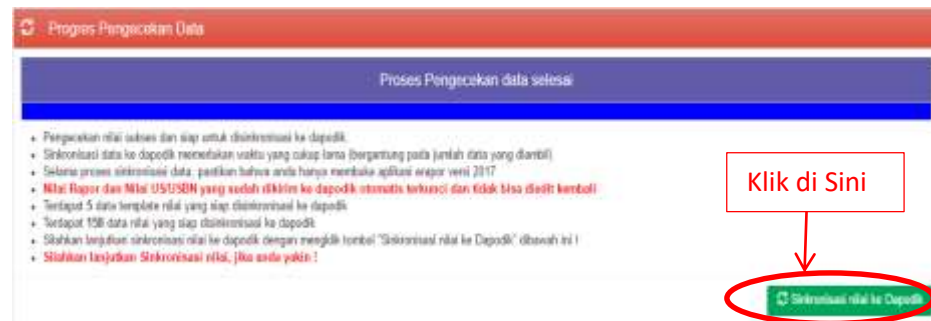 Progres Pengecekan Data
Proses Pengecekan data selesai
Pengecekan nilai sukses dan siap untuk disinkronisasi ke dapodik
Sinkronisasi data ke dapodik memerlukan waktu yang cukup lama (bergantung pada jumlah data yang diambil)
Selama proses sinkronisasi data, pastikan bahwa anda hanya membuka aplikasi erapor versi 2017
Nilai Rapor dan Nilai US/USBN yang sudah dikirim ke dapodik otomatis terkunci dan tidak bisa diedit kembali
Terdapat 5 data template nilai yang siap disinkronisasi ke dapodik
Terdapat 158 data nilai yang siap disinkronisasi ke dapodik
Silahkan lanjutkan sinkronisasi nilai ke dapodik dengan mengklik tombol "Sinkronisasi nilai ke Dapodik" dibawah ini !
Silahkan lanjutkan Sinkronisasi nilai, jika anda yakin !
Klik di Sini
Sinkronisasi nilai ke Dapodik